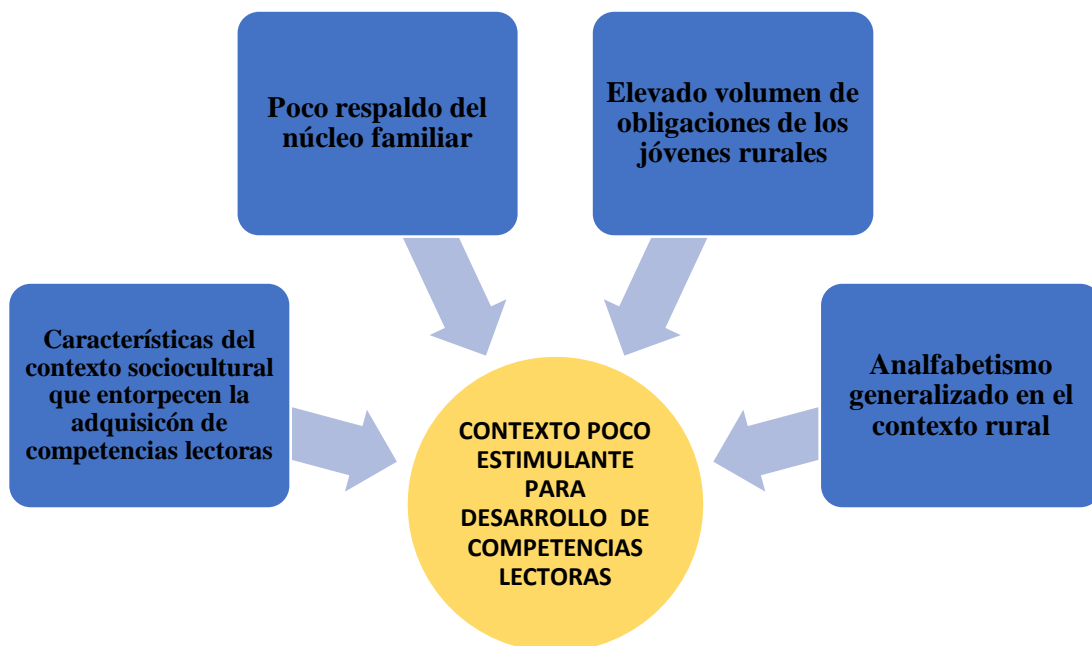 Poco respaldo del
núcleo familiar
Elevado volumen de
obligaciones de los
jóvenes rurales
Características del
contexto sociocultural
que entorpecen la
adquisicón de
competencias lectoras
Analfabetismo
generalizado en el
contexto rural
CONTEXTO POCO
ESTIMULANTE
PARA
DESARROLLO DE
COMPETENCIAS
LECTORAS